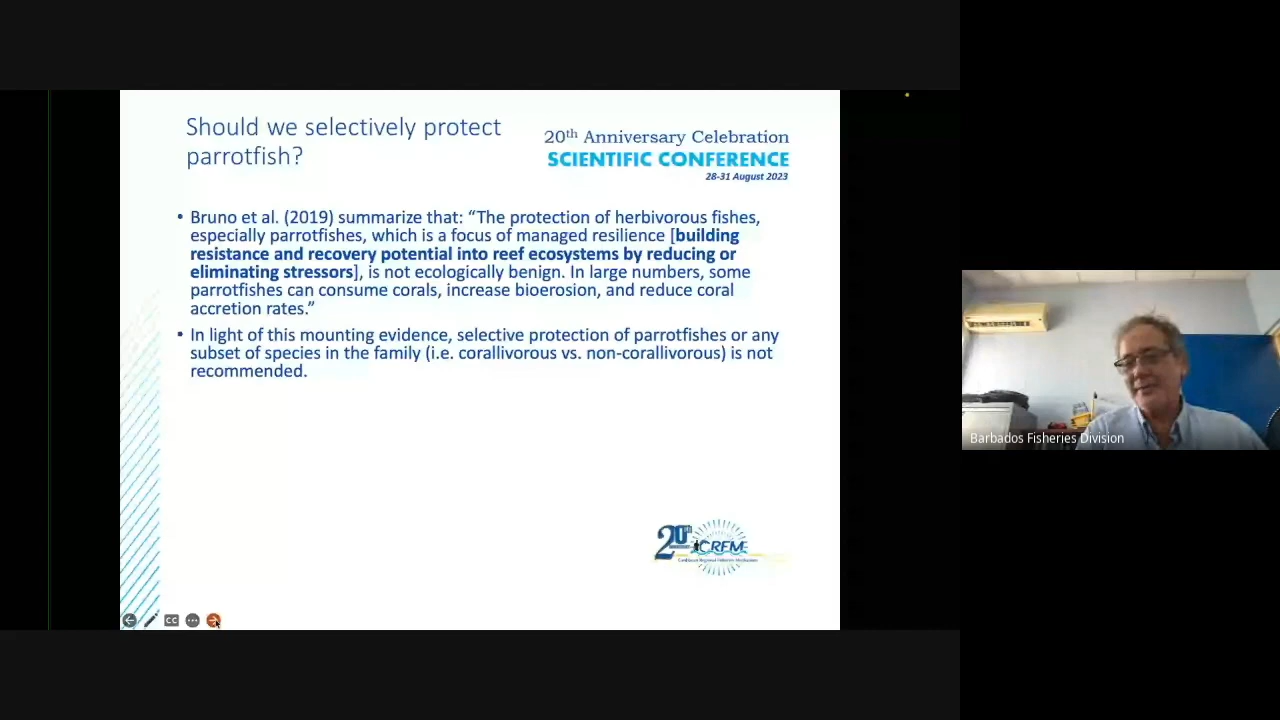 Should we selectively protect
parrotfish?
20th Anniversary Celebration
SCIENTIFIC CONFERENCE
28-31 August 2023
• Bruno et al. (2019) summarize that: “The protection of herbivorous fishes,
especially parrotfishes, which is a focus of managed resilience [building
resistance and recovery potential into reef ecosystems by reducing or
eliminating stressors], is not ecologically benign. In large numbers, some
parrotfishes can consume corals, increase bioerosion, and reduce coral
accretion rates.”
• In light of this mounting evidence, selective protection of parrotfishes or any
subset of species in the family (i.e. corallivorous vs. non-corallivorous) is not
recommended.
Barbados Fisheries Division
20th
CRFM
Caribbean Regional Fisheries Mechanism
CC